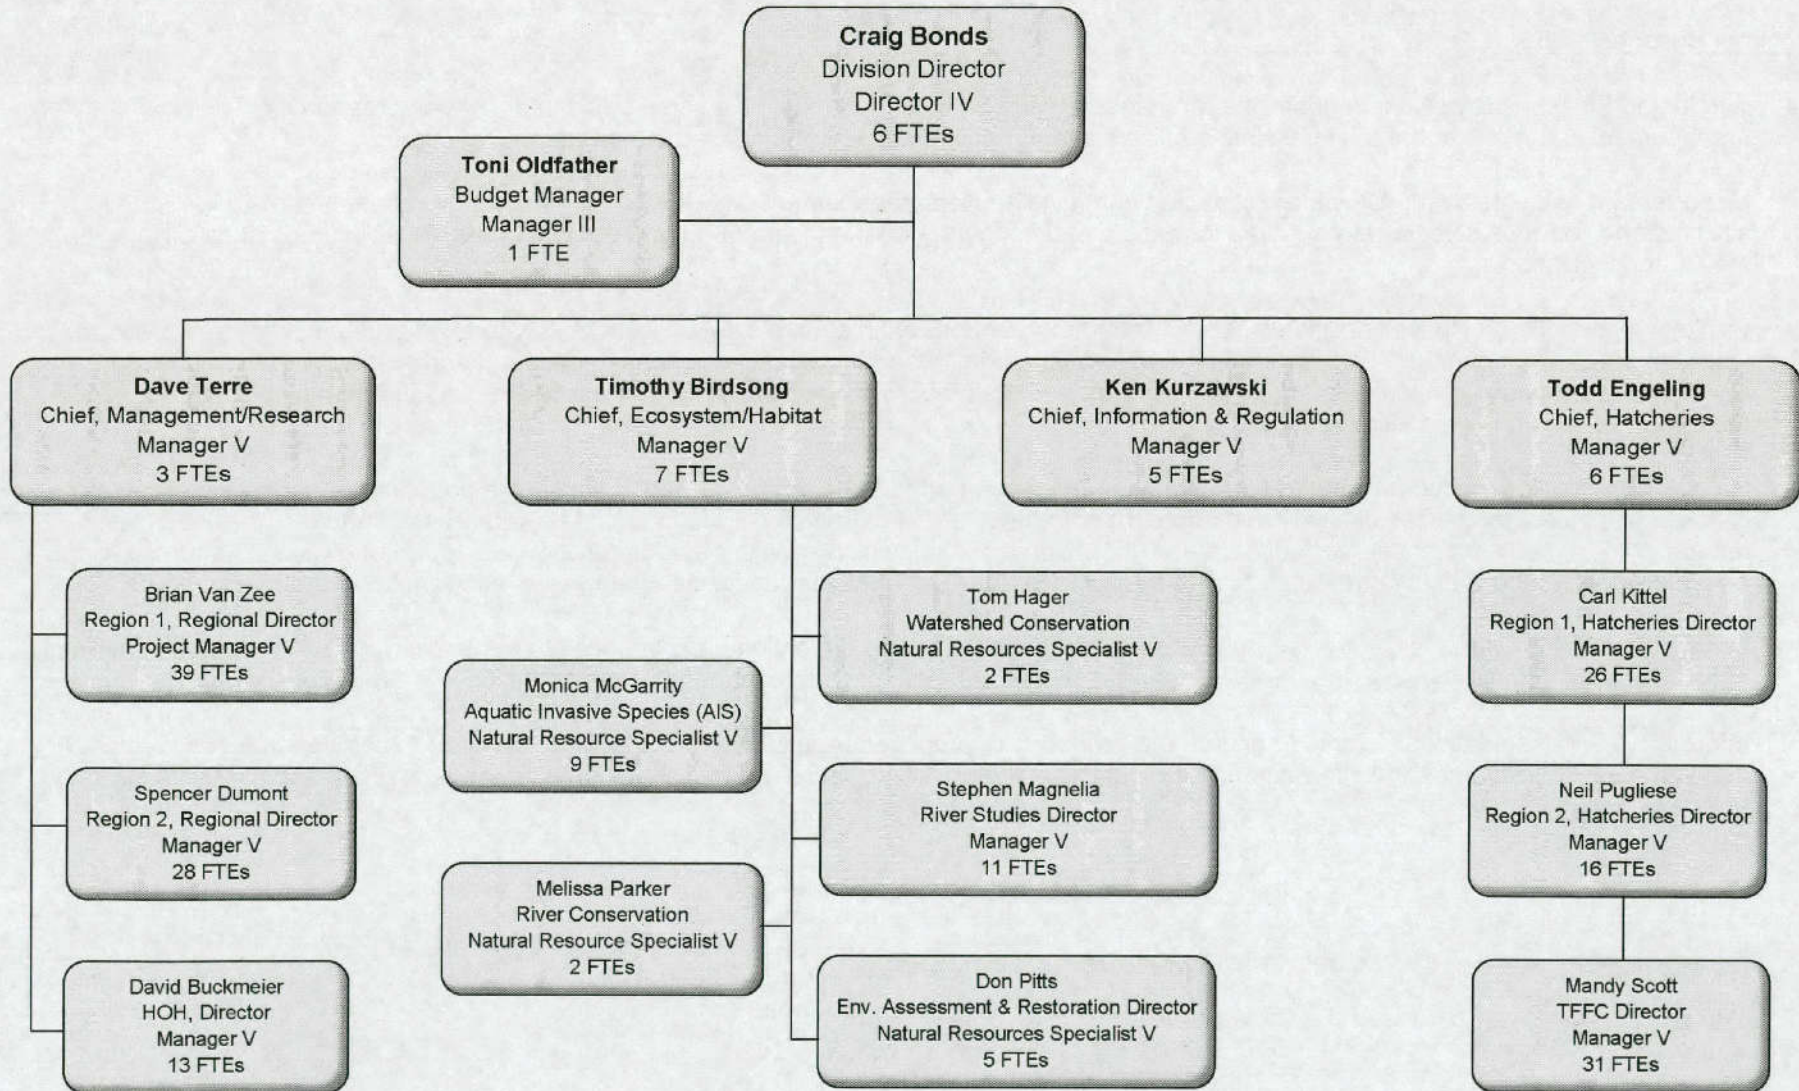 Craig Bonds
Division Director
Director IV
6 FTEs
Toni Oldfather
Budget Manager
Manager III
1 FTE
Dave Terre
Chief, Management/Research
Manager V
3 FTEs
Timothy Birdsong
Chief, Ecosystem/Habitat
Manager V
7 FTEs
Ken Kurzawski
Chief, Information & Regulation
Manager V
5 FTEs
Todd Engeling
Chief, Hatcheries
Manager V
6 FTEs
Brian Van Zee
Region 1, Regional Director
Project Manager V
39 FTEs
Spencer Dumont
Region 2, Regional Director
Manager V
28 FTEs
David Buckmeier
HOH, Director
Manager V
13 FTEs
Tom Hager
Watershed Conservation
Natural Resources Specialist V
2 FTEs
Monica McGarrity
Aquatic Invasive Species (AIS)
Natural Resource Specialist V
9 FTEs
Stephen Magnelia
River Studies Director
Manager V
11 FTEs
Melissa Parker
River Conservation
Natural Resource Specialist V
2 FTEs
Don Pitts
Env. Assessment & Restoration Director
Natural Resources Specialist V
5 FTEs
Carl Kittel
Region 1, Hatcheries Director
Manager V
26 FTEs
Neil Pugliese
Region 2, Hatcheries Director
Manager V
16 FTEs
Mandy Scott
TFFC Director
Manager V
31 FTEs